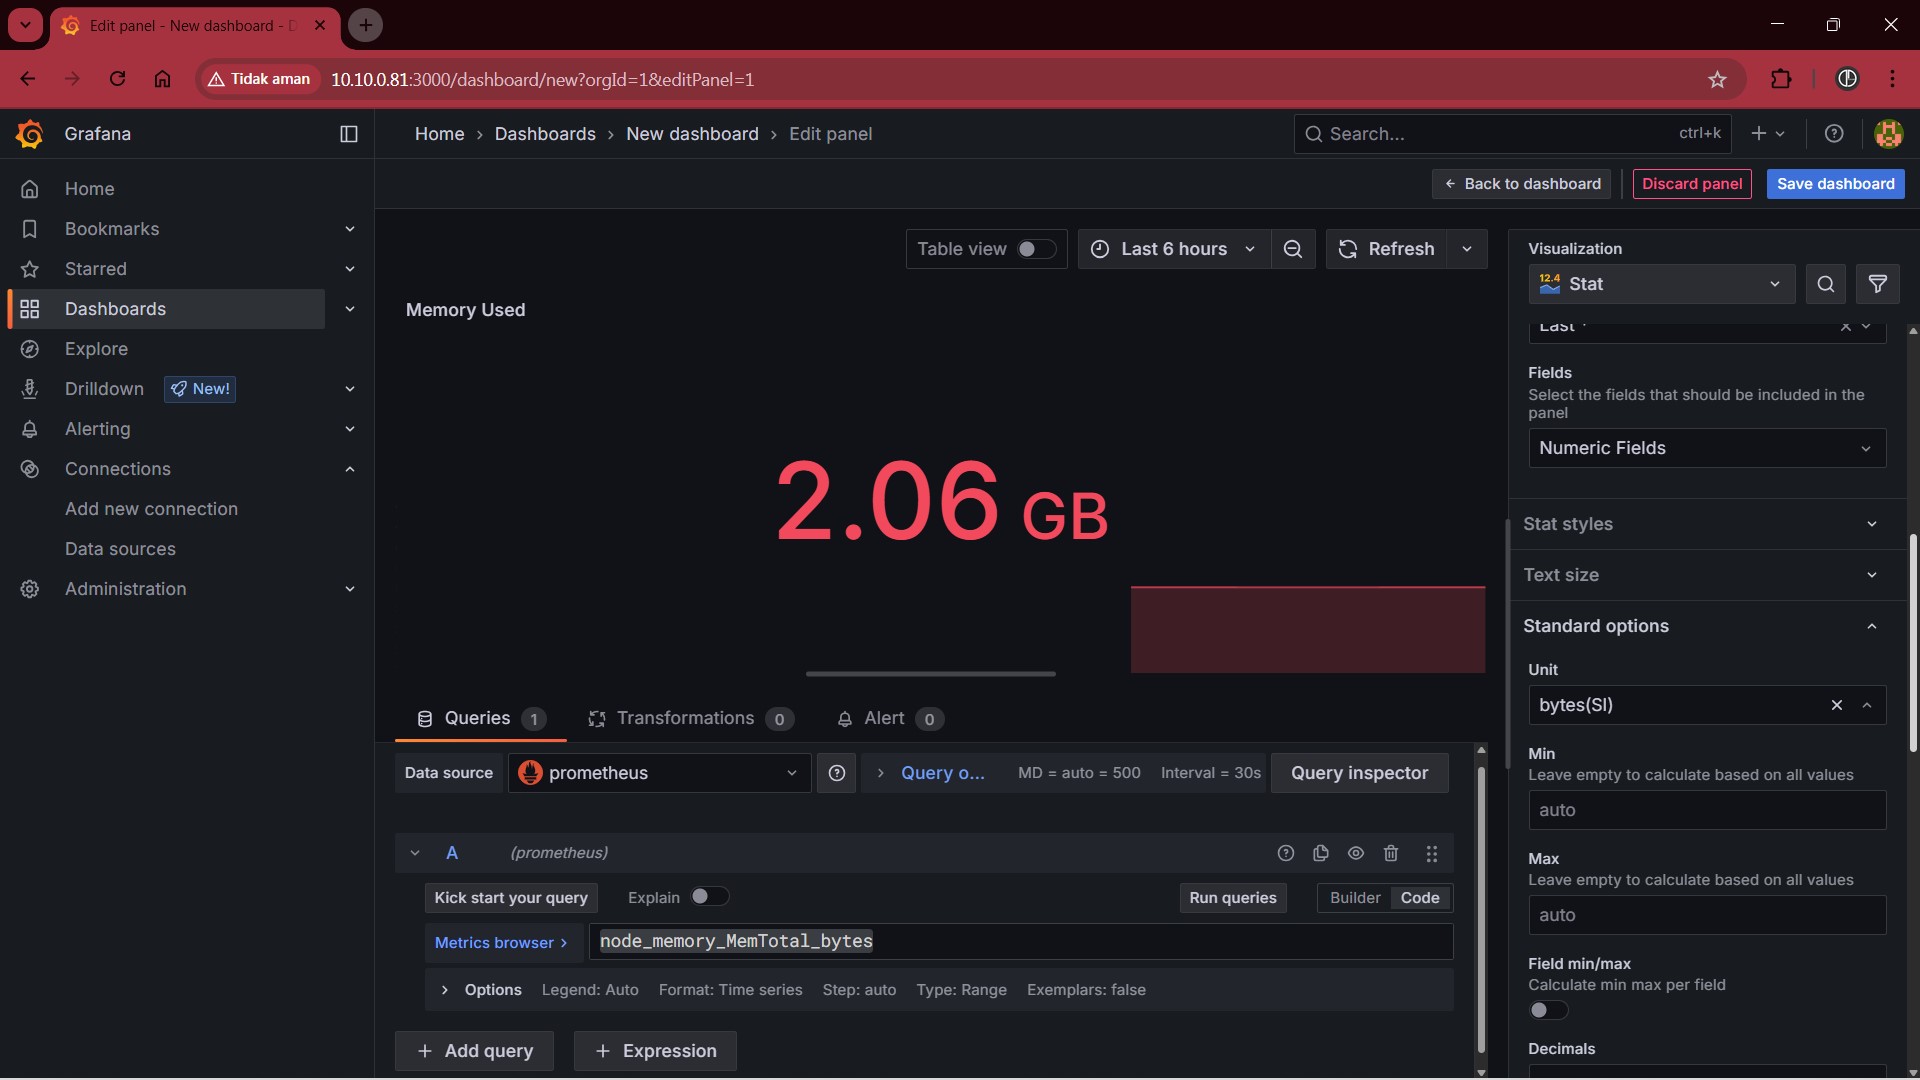 Edit panel - New dashboard - D
Tidak aman
10.10.0.81:3000/dashboard/new?orgId=1&editPanel=1
Grafana
Home › Dashboards › New dashboard › Edit panel
Search...
ctrl+k
Back to dashboard
Discard panel
Save dashboard
Home
Bookmarks
Starred
Dashboards
Explore
Drilldown
New!
Alerting
Connections
Add new connection
Data sources
Administration
Table view
Last 6 hours
Refresh
Memory Used
2.06 GB
Queries 1
Transformations 0
Alert 0
Data source
prometheus
Query o...
MD = auto = 500
Interval = 30s
Query inspector
A
(prometheus)
Kick start your query
Explain
Run queries
Builder
Code
Metrics browser >
node_memory_MemTotal_bytes
Options
Legend: Auto
Format: Time series
Step: auto
Type: Range
Exemplars: false
+ Add query
+ Expression
Visualization
12.4
Stat
Last *
Fields
Select the fields that should be included in the
panel
Numeric Fields
Stat styles
Text size
Standard options
Unit
bytes(SI)
Min
Leave empty to calculate based on all values
auto
Max
Leave empty to calculate based on all values
auto
Field min/max
Calculate min max per field
Decimals